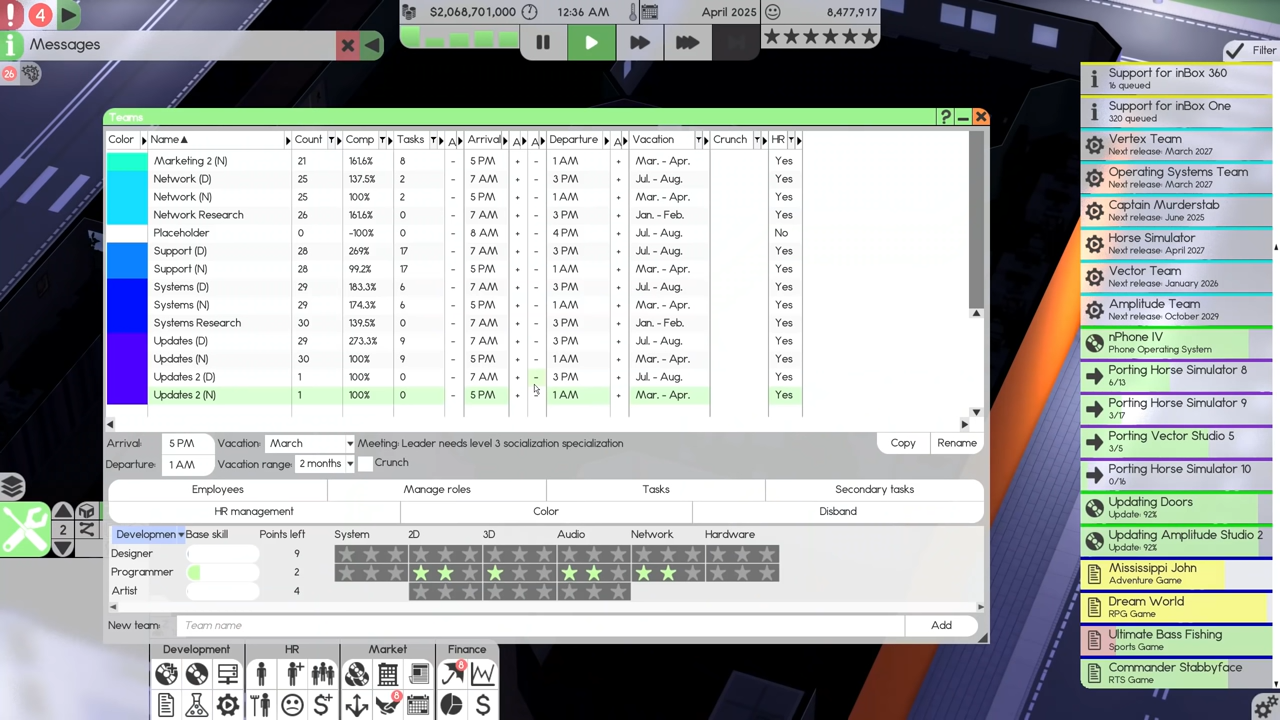 4
$2,068,701,000
12:36 AM
April 2025
8,477,917
Messages
26
Filter
Teams
?
Color Name▲ Count Comp Tasks A Arrival A A Departure A Vacation Crunch HR
Marketing 2 (N) 21 161.6% 8 - 5 PM + - 1 AM + Mar. - Apr. Yes
Network (D) 25 137.5% 2 - 7 AM + - 3 PM + Jul. - Aug. Yes
Network (N) 25 100% 2 - 5 PM + - 1 AM + Mar. - Apr. Yes
Network Research 26 161.6% 0 - 7 AM + - 3 PM + Jan. - Feb. Yes
Placeholder 0 -100% 0 - 8 AM + - 4 PM + Jul. - Aug. No
Support (D) 28 269% 17 - 7 AM + - 3 PM + Jul. - Aug. Yes
Support (N) 28 99.2% 17 - 5 PM + - 1 AM + Mar. - Apr. Yes
Systems (D) 29 183.3% 6 - 7 AM + - 3 PM + Jul. - Aug. Yes
Systems (N) 29 174.3% 6 - 5 PM + - 1 AM + Mar. - Apr. Yes
Systems Research 30 139.5% 0 - 7 AM + - 3 PM + Jan. - Feb. Yes
Updates (D) 29 273.3% 9 - 7 AM + - 3 PM + Jul. - Aug. Yes
Updates (N) 30 100% 9 - 5 PM + - 1 AM + Mar. - Apr. Yes
Updates 2 (D) 1 100% 0 - 7 AM + - 3 PM + Jul. - Aug. Yes
Updates 2 (N) 1 100% 0 - 5 PM + - 1 AM + Mar. - Apr. Yes
Arrival: 5 PM Vacation: March Meeting: Leader needs level 3 socialization specialization Copy Rename
Departure: 1 AM Vacation range: 2 months Crunch
Employees Manage roles Tasks Secondary tasks
HR management Color Disband
Developmen Base skill Points left System 2D 3D Audio Network Hardware
Designer 9
Programmer 2
Artist 4
New team: Team name Add
Development HR Market Finance
8
8
2
Support for inBox 360
16 queued
Support for inBox One
320 queued
Vertex Team
Next release: March 2027
Operating Systems Team
Next release: March 2027
Captain Murderstab
Next release: June 2025
Horse Simulator
Next release: April 2027
Vector Team
Next release: January 2026
Amplitude Team
Next release: October 2029
nPhone IV
Phone Operating System
Porting Horse Simulator 8
6/13
Porting Horse Simulator 9
3/17
Porting Vector Studio 5
3/5
Porting Horse Simulator 10
0/16
Updating Doors
Update: 92%
Updating Amplitude Studio 2
Update: 92%
Mississippi John
Adventure Game
Dream World
RPG Game
Ultimate Bass Fishing
Sports Game
Commander Stabbyface
RTS Game